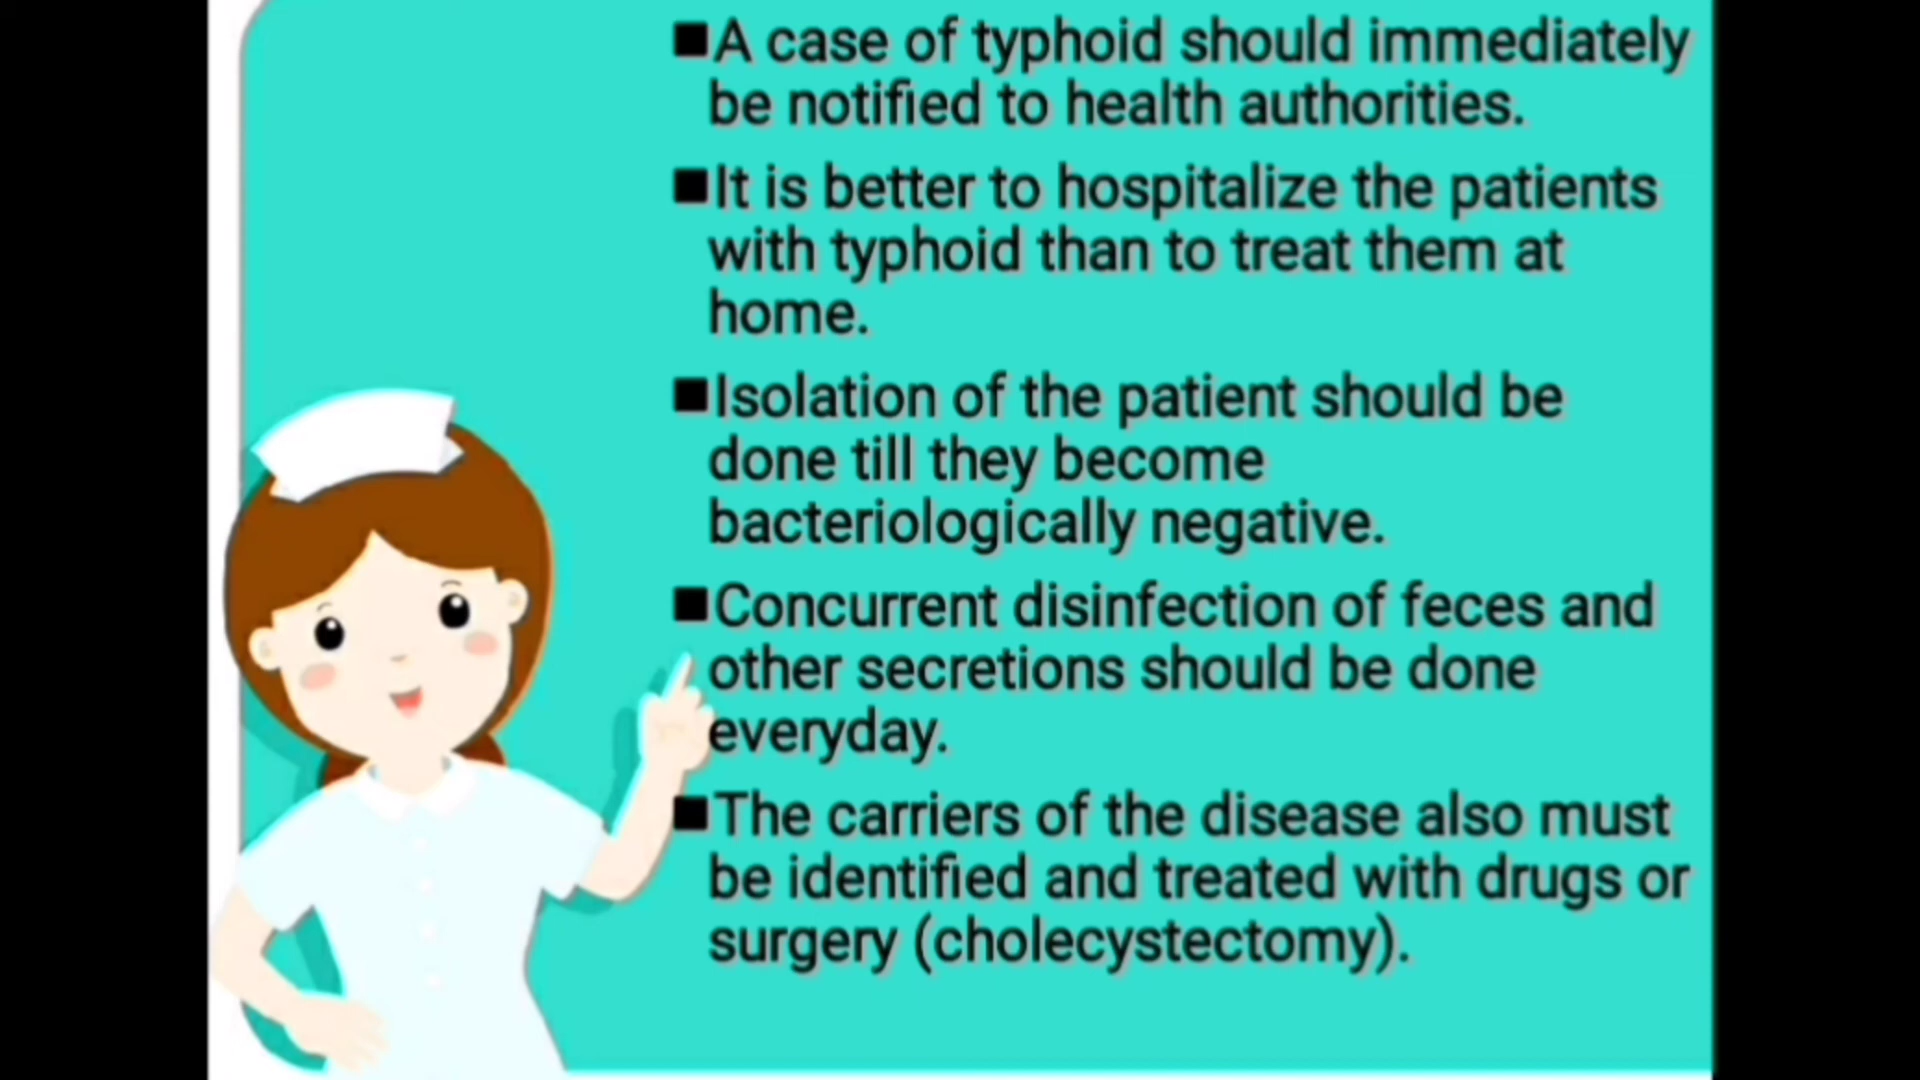 ■A case of typhoid should immediately
be notified to health authorities.
■It is better to hospitalize the patients
with typhoid than to treat them at
home.
■Isolation of the patient should be
done till they become
bacteriologically negative.
■Concurrent disinfection of feces and
other secretions should be done
everyday.
■The carriers of the disease also must
be identified and treated with drugs or
surgery (cholecystectomy).